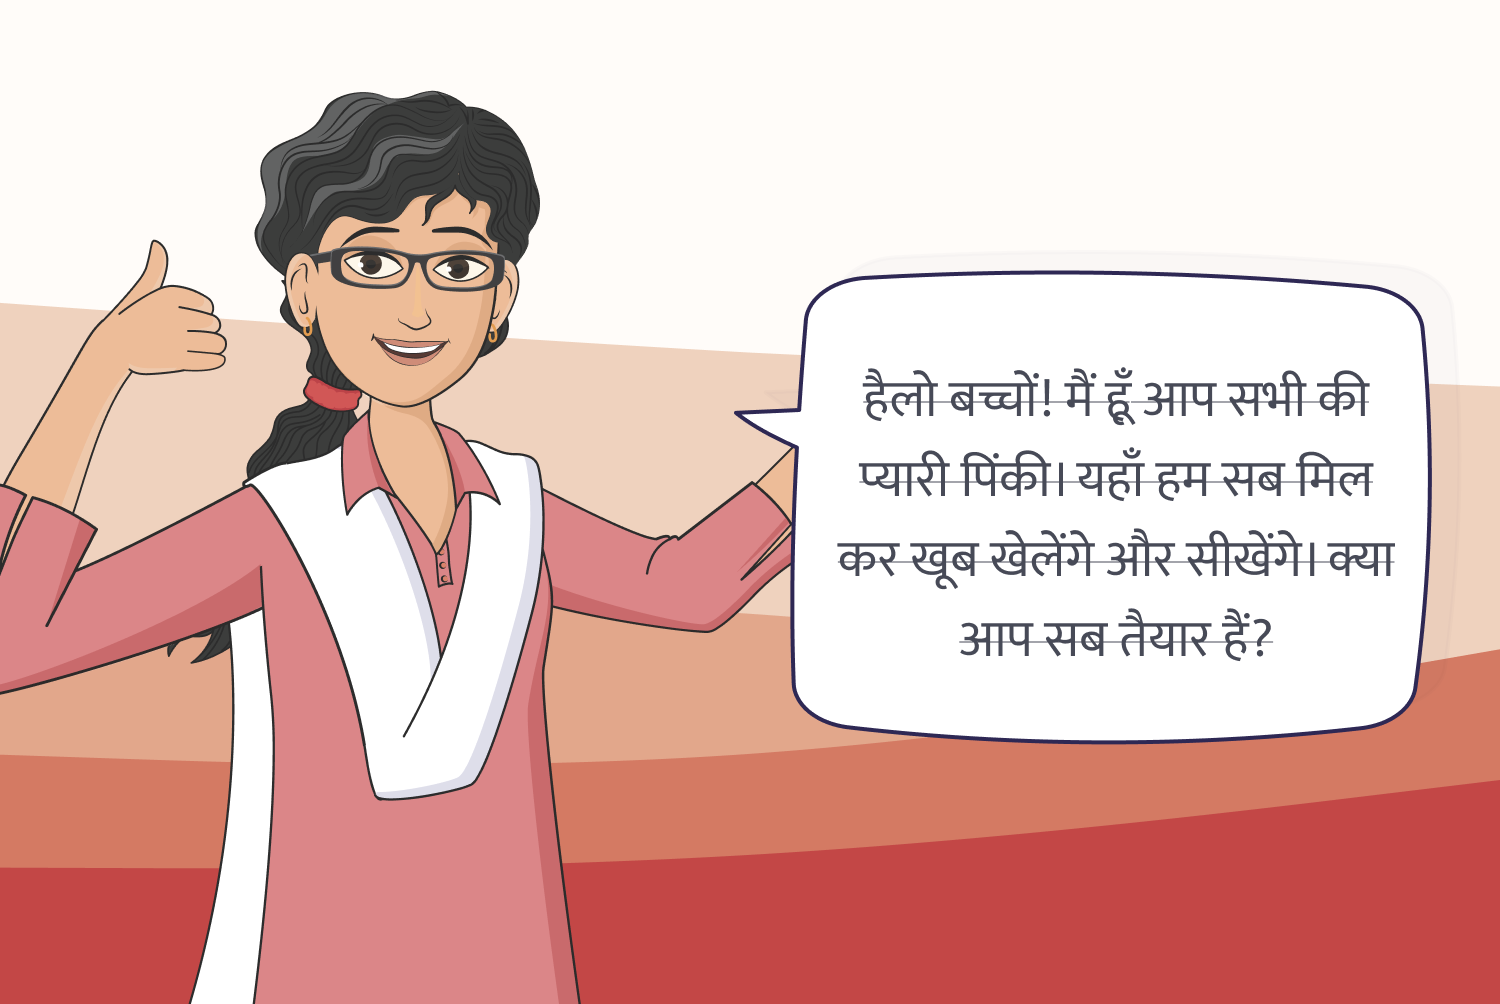 हैलो बच्चों! मैं हूँ आप सभी की
प्यारी पिंकी। यहाँ हम सब मिल
कर खूब खेलेंगे और सीखेंगे। क्या
आप सब तैयार हैं?